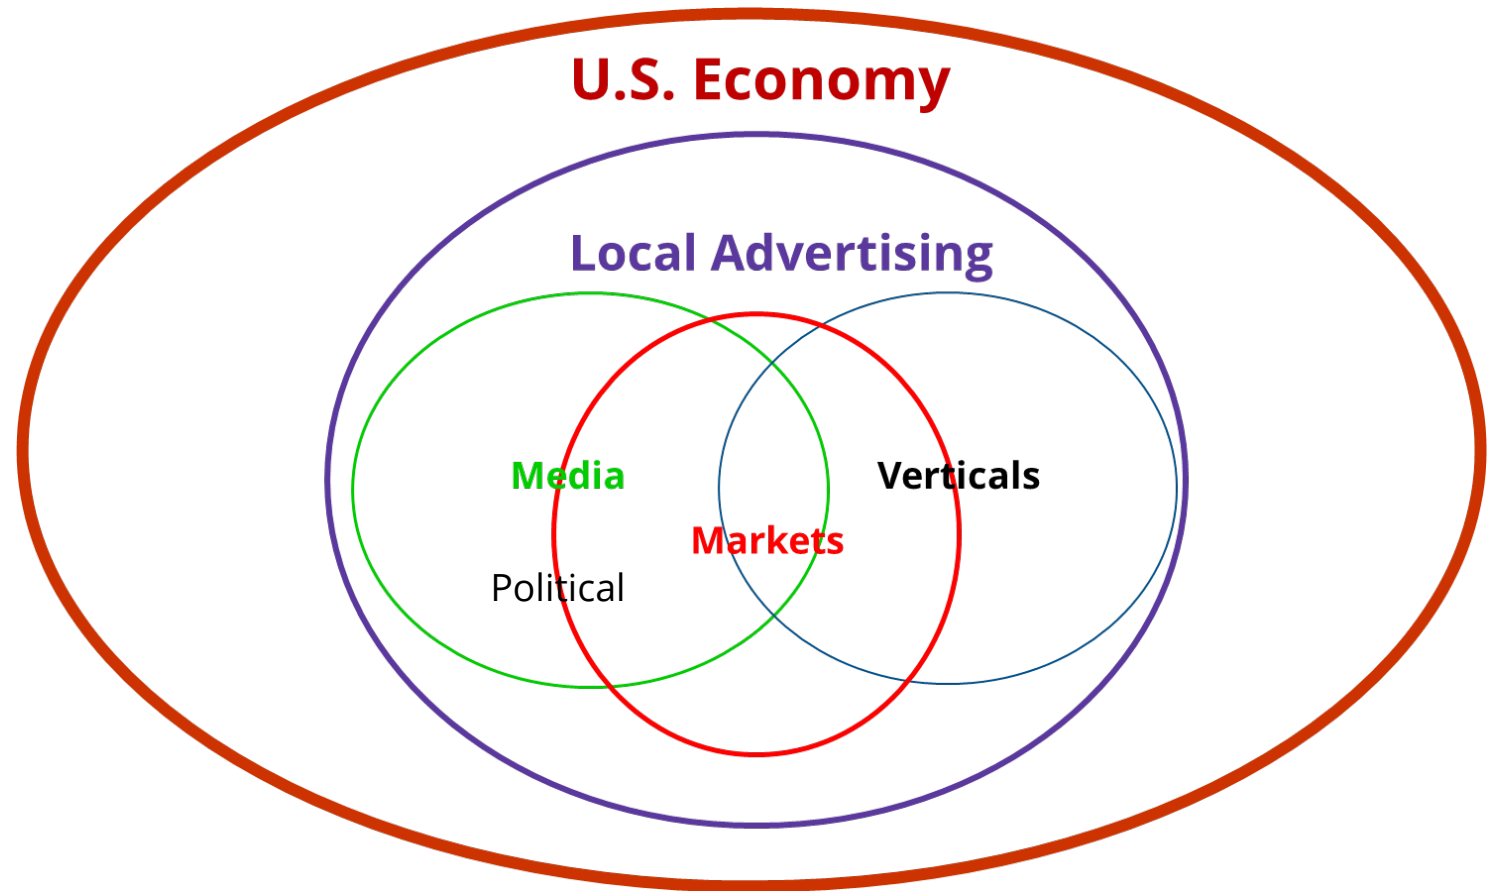 U.S. Economy
Local Advertising
Media
Verticals
Markets
Political